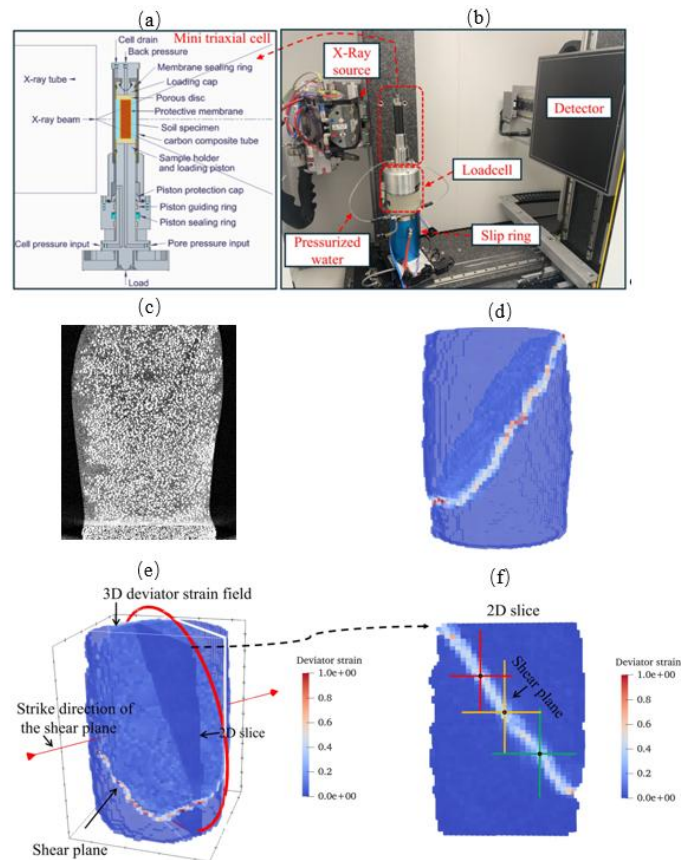 (a)
Cell drain
Back pressure
Mini triaxial cell
X-ray tube
Membrane sealing ring
Loading cap
Porous disc
Protective membrane
X-ray beam
Soil specimen
carbon composite tube
Sample holder
and loading piston
Piston protection cap
Piston guiding ring
Piston sealing ring
Cell pressure input
Pore pressure input
Load
(b)
X-Ray
source
Detector
Loadcell
Pressurized
water
Slip ring
(c)
(d)
(e)
3D deviator strain field
Deviator strain
1.0e+00
0.8
0.6
0.4
0.2
0.0e+00
Strike direction of
the shear plane
2D slice
Shear plane
(f)
2D slice
Shear plane
Deviator strain
1.0e+00
0.8
0.6
0.4
0.2
0.0e+00